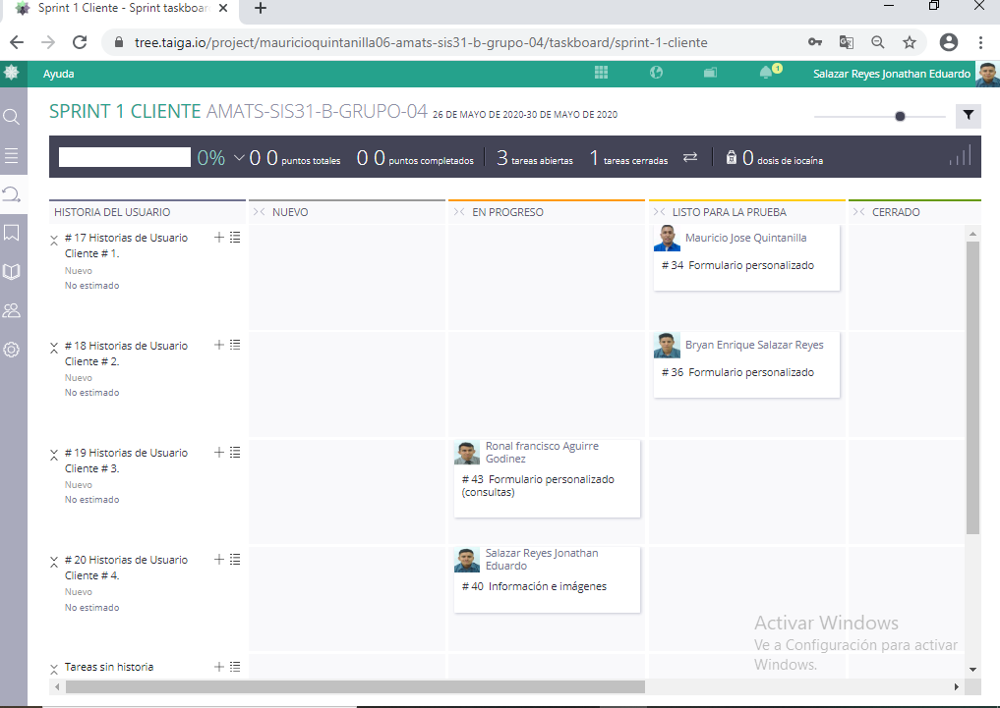 Sprint 1 Cliente - Sprint taskboar
tree.taiga.io/project/mauricioquintanilla06-amats-sis31-b-grupo-04/taskboard/sprint-1-cliente
Ayuda
1
Salazar Reyes Jonathan Eduardo
SPRINT 1 CLIENTE AMATS-SIS31-B-GRUPO-04 26 DE MAYO DE 2020-30 DE MAYO DE 2020
0% 0 0 puntos totales 0 0 puntos completados 3 tareas abiertas 1 tareas cerradas 0 dosis de iocaína
HISTORIA DEL USUARIO NUEVO EN PROGRESO LISTO PARA LA PRUEBA CERRADO
# 17 Historias de Usuario
Cliente # 1.
Nuevo
No estimado
Mauricio Jose Quintanilla
# 34 Formulario personalizado
# 18 Historias de Usuario
Cliente # 2.
Nuevo
No estimado
Bryan Enrique Salazar Reyes
# 36 Formulario personalizado
# 19 Historias de Usuario
Cliente # 3.
Nuevo
No estimado
Ronal francisco Aguirre
Godinez
# 43 Formulario personalizado
(consultas)
# 20 Historias de Usuario
Cliente # 4.
Nuevo
No estimado
Salazar Reyes Jonathan
Eduardo
# 40 Información e imágenes
Tareas sin historia
Activar Windows
Ve a Configuración para activar
Windows.